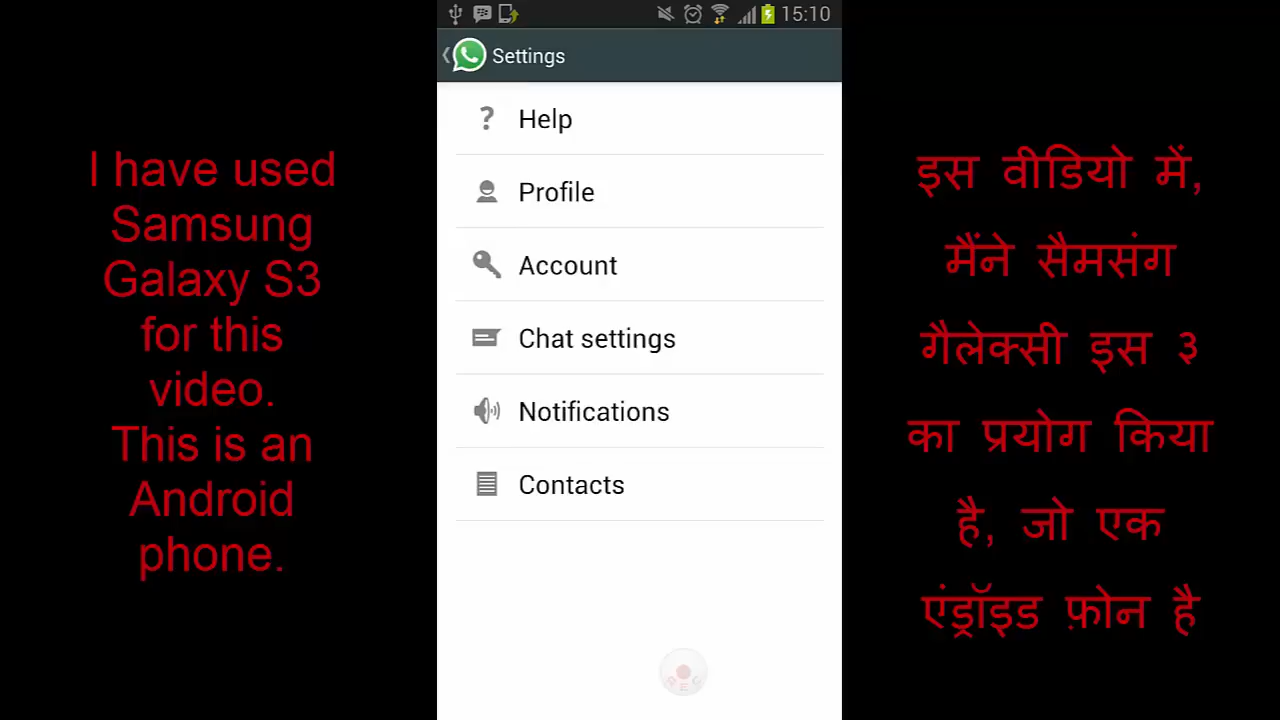 I have used
Samsung
Galaxy S3
for this
video.
This is an
Android
phone.
15:10
Settings
Help
Profile
Account
Chat settings
Notifications
Contacts
इस वीडियो में,
मैंने सैमसंग
गैलेक्सी इस ३
का प्रयोग किया
है, जो एक
एंड्रॉइड फ़ोन है